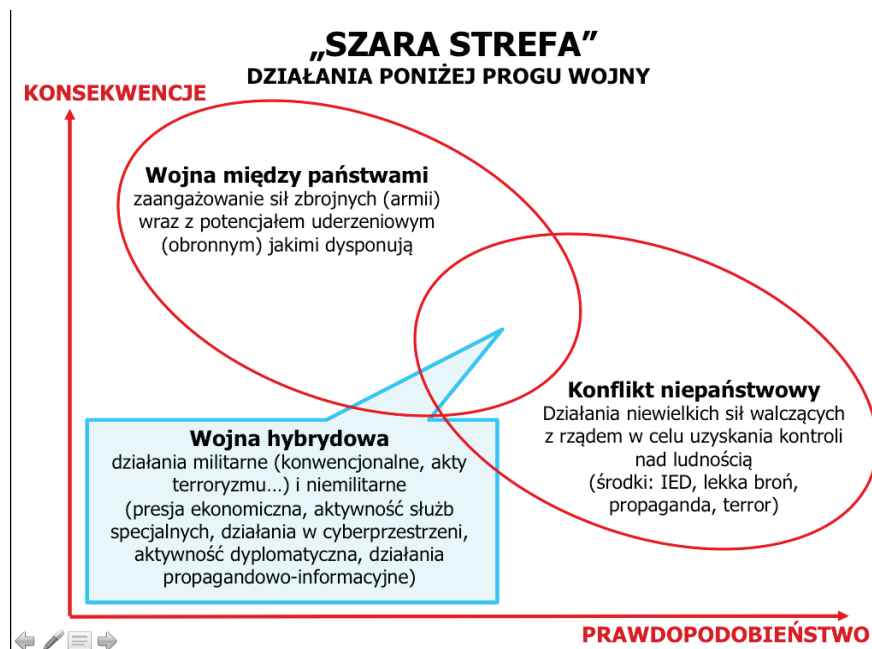 „SZARA STREFA”
DZIAŁANIA PONIŻEJ PROGU WOJNY
KONSEKWENCJE
Wojna między państwami
zaangażowanie sił zbrojnych (armii)
wraz z potencjałem uderzeniowym
(obronnym) jakimi dysponują
Konflikt niepaństwowy
Działania niewielkich sił walczących
z rządem w celu uzyskania kontroli
nad ludnością
(środki: IED, lekka broń,
propaganda, terror)
Wojna hybrydowa
działania militarne (konwencjonalne, akty
terroryzmu...) i niemilitarne
(presja ekonomiczna, aktywność służb
specjalnych, działania w cyberprzestrzeni,
aktywność dyplomatyczna, działania
propagandowo-informacyjne)
PRAWDOPODOBIEŃSTWO